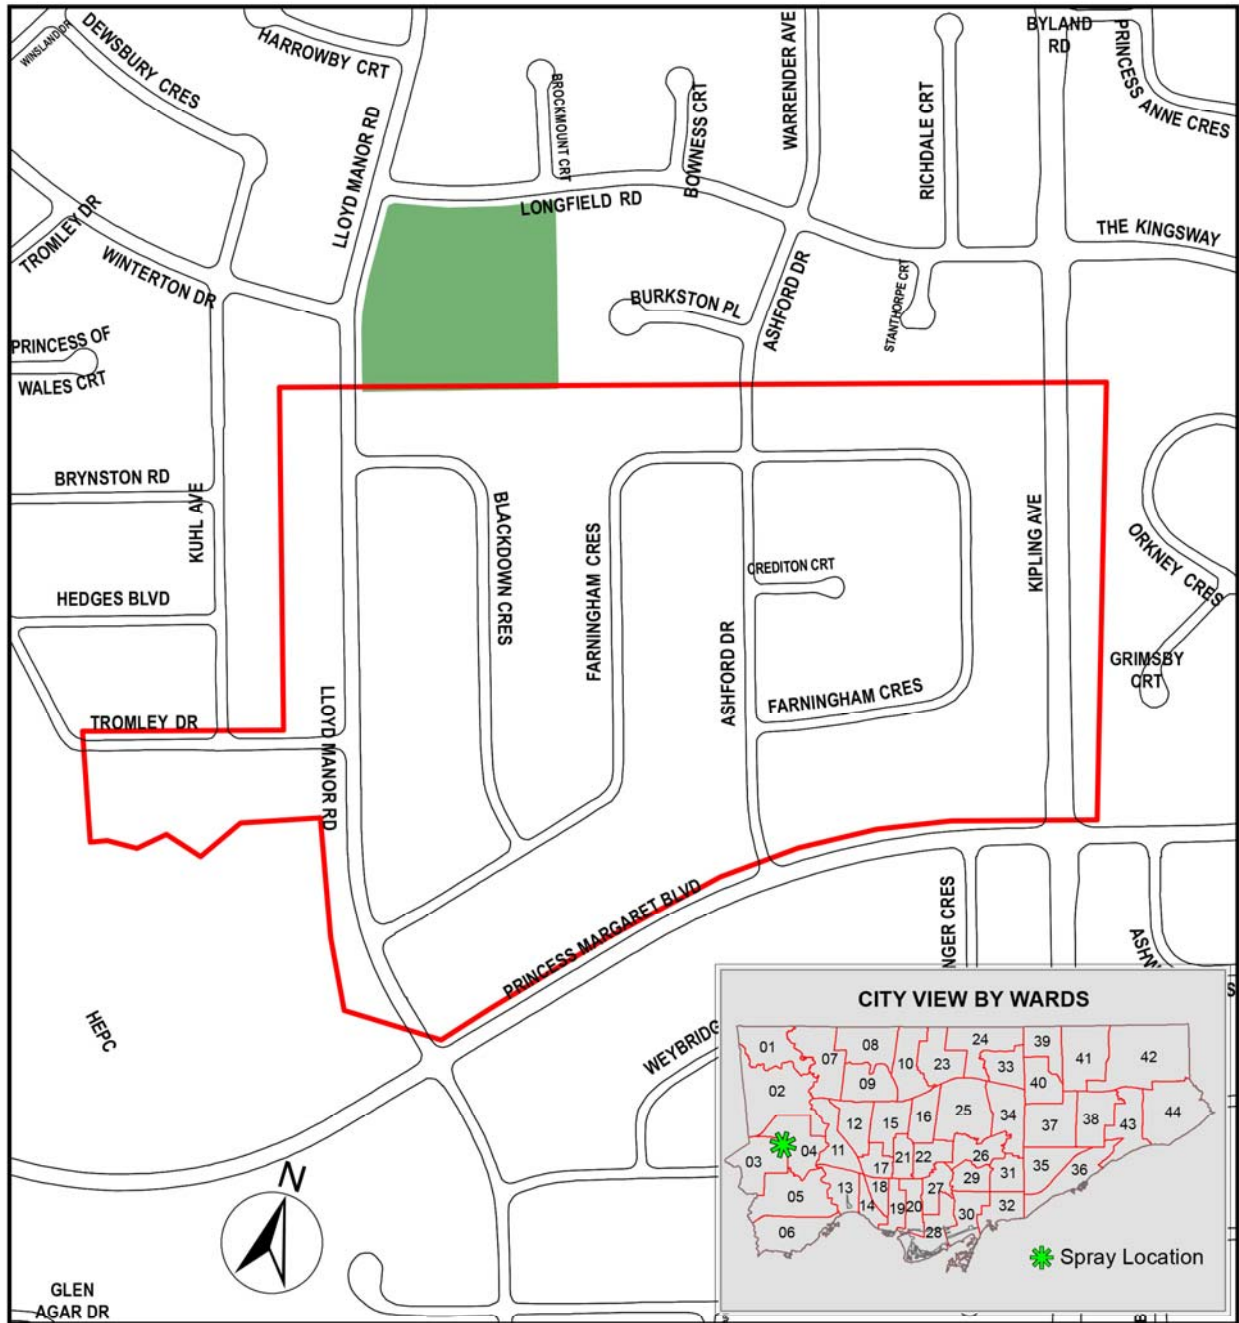 WINSLAND DR
DEWSBURY CRES
HARROWBY CRT
LLOYD MANOR RD
BROCKMOUNT CRT
BOWNESS CRT
WARRENDER AVE
RICHDALE CRT
BYLAND
RD
PRINCESS ANNE CRES
TROMLEY DR
WINTERTON DR
LONGFIELD RD
THE KINGSWAY
BURKSTON PL
ASHFORD DR
STANTHORPE CRT
PRINCESS OF
WALES CRT
BRYNSTON RD
KUHL AVE
BLACKDOWN CRES
FARNINGHAM CRES
CREDITON CRT
KIPLING AVE
ORKNEY CRES
HEDGES BLVD
GRIMSBY
CRT
TROMLEY DR
LLOYD MANOR RD
ASHFORD DR
FARNINGHAM CRES
PRINCESS MARGARET BLVD
NGER CRES
ASHW
S
HEPC
WEYBRIDG
N
GLEN
AGAR DR
B
CITY VIEW BY WARDS
01 07 08 10 23 24 33 39 41 42
02 09 40
12 15 16 25 34 37 38 43 44
03 04 11 17 21 22 26 35 36
05 13 14 18 19 20 27 29 31
06 28 30 32
Spray Location